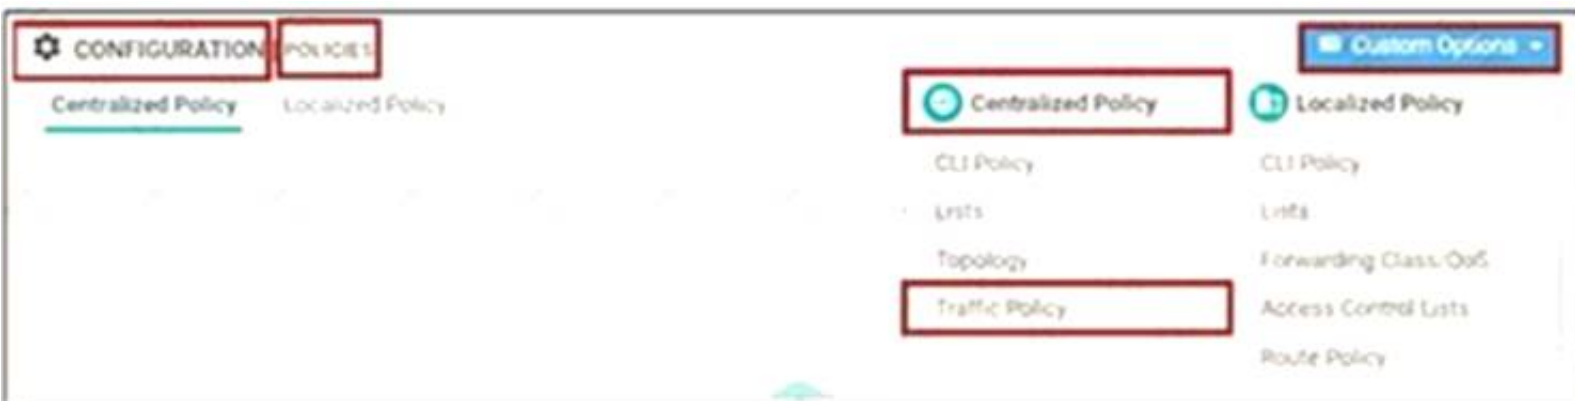 CONFIGURATION POLICIES
Custom Options
Centralized Policy Localized Policy
Centralized Policy
CLI Policy
Lists
Topology
Traffic Policy
Localized Policy
CLI Policy
Lists
Forwarding Class/QoS
Access Control Lists
Route Policy